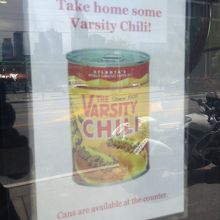 Take home some
Varsity Chili!
ATLANTA'S
THE
VARSITY
CHILI
Cans are available at the counter.